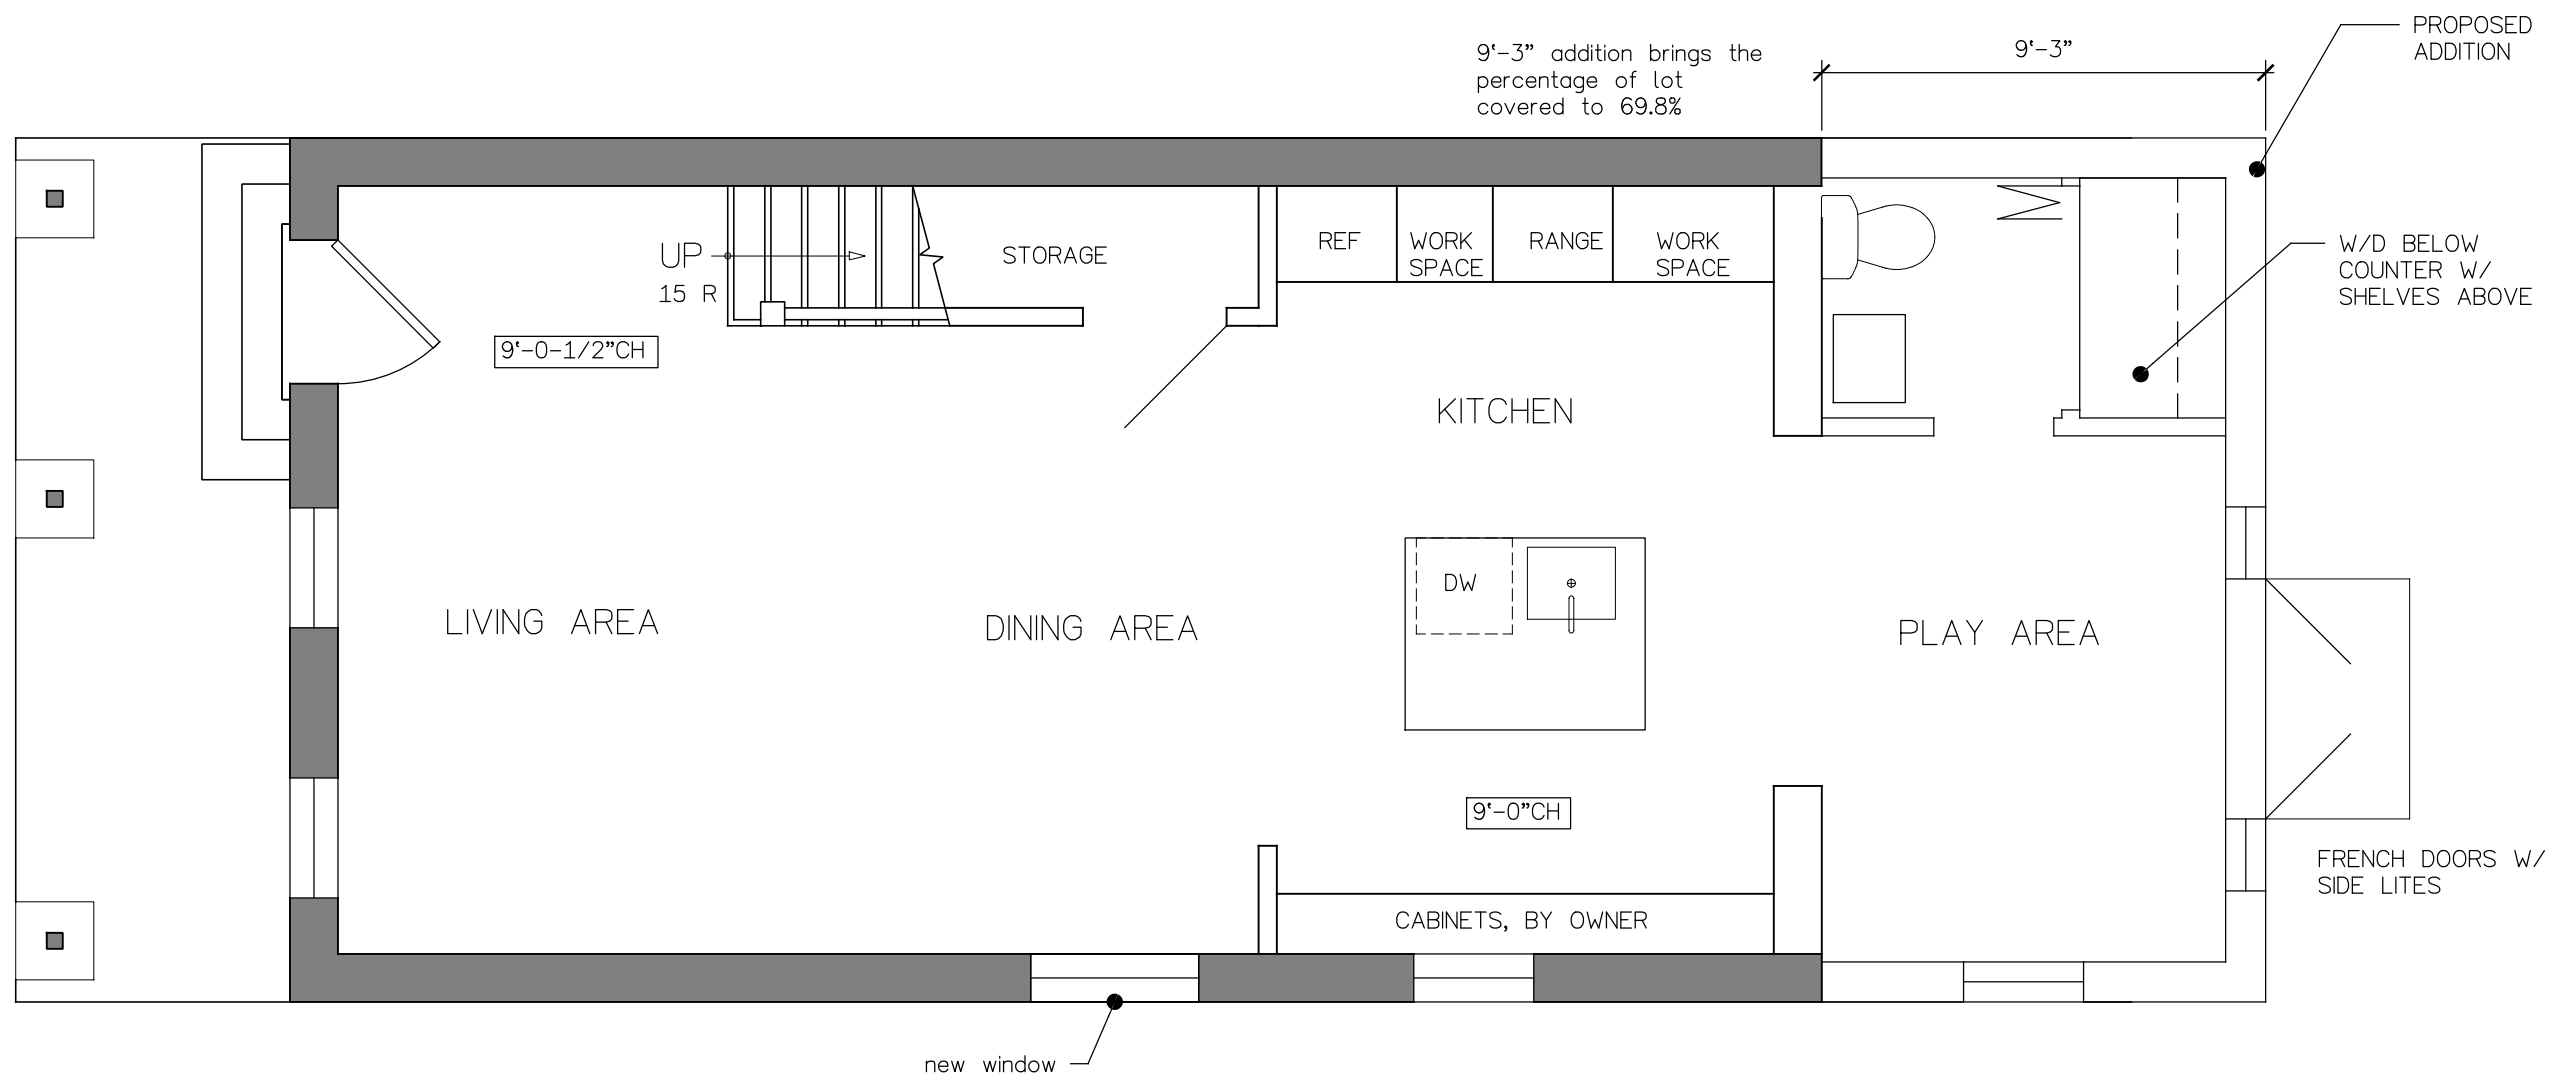 PROPOSED
ADDITION
9'-3" addition brings the
percentage of lot
covered to 69.8%
9'-3"
UP
15 R
STORAGE
REF
WORK
SPACE
RANGE
WORK
SPACE
W/D BELOW
COUNTER W/
SHELVES ABOVE
9'-0-1/2"CH
KITCHEN
DW
LIVING AREA
DINING AREA
PLAY AREA
9'-0"CH
FRENCH DOORS W/
SIDE LITES
CABINETS, BY OWNER
new window